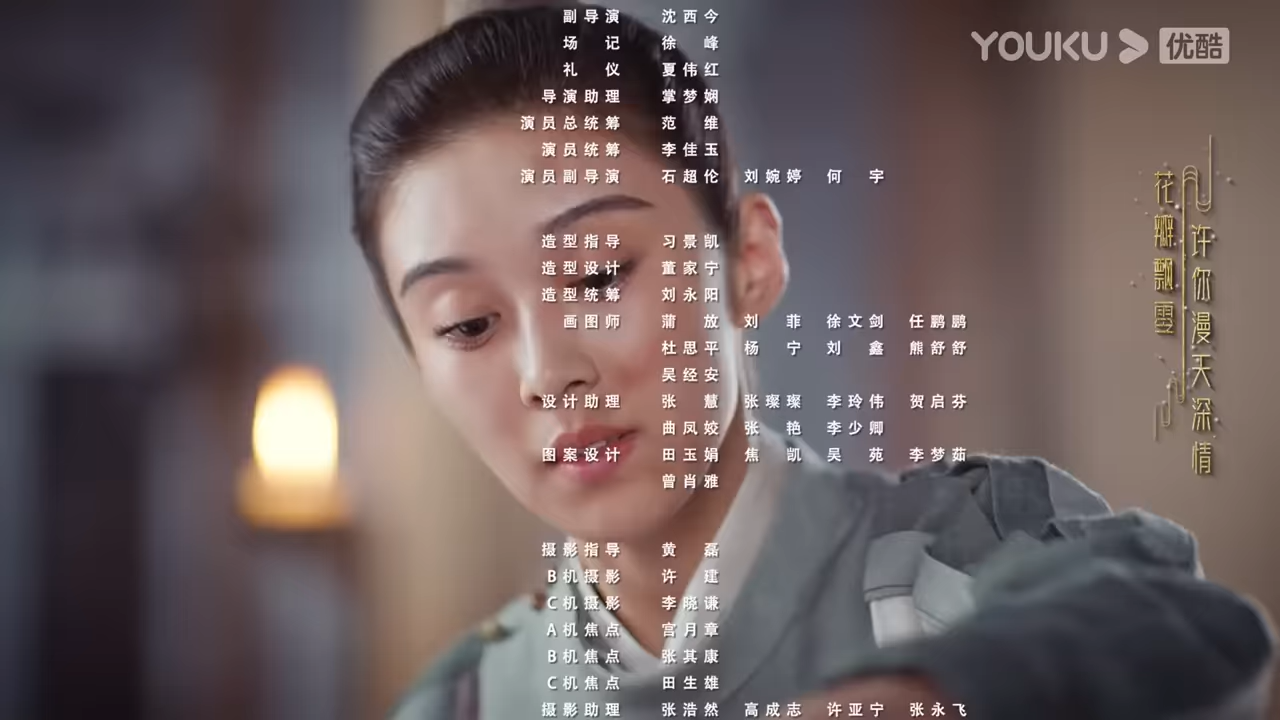 副导演 沈西今
场记 徐峰
礼仪 夏伟红
导演助理 掌梦娴
演员总统筹 范维
演员统筹 李佳玉
演员副导演 石超伦 刘婉婷 何宇
造型指导 习景凯
造型设计 董家宁
造型统筹 刘永阳
画图师 蒲放 刘菲 徐文剑 任鹏鹏
杜思平 杨宁 刘鑫 熊舒舒
吴经安
设计助理 张慧 张璨璨 李玲伟 贺启芬
曲凤姣 张艳 李少卿
图案设计 田玉娟 焦凯 吴苑 李梦茹
曾肖雅
摄影指导 黄磊
B机摄影 许建
C机摄影 李晓谦
A机焦点 宫月章
B机焦点 张其康
C机焦点 田生雄
摄影助理 张浩然 高成志 许亚宁 张永飞
YOUKU 优酷
花瓣飘零
许你漫天深情